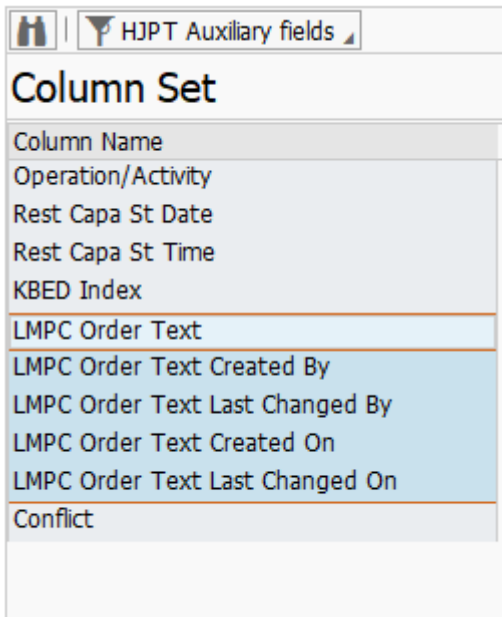 HJPT Auxiliary fields
Column Set
Column Name
Operation/Activity
Rest Capa St Date
Rest Capa St Time
KBED Index
LMPC Order Text
LMPC Order Text Created By
LMPC Order Text Last Changed By
LMPC Order Text Created On
LMPC Order Text Last Changed On
Conflict